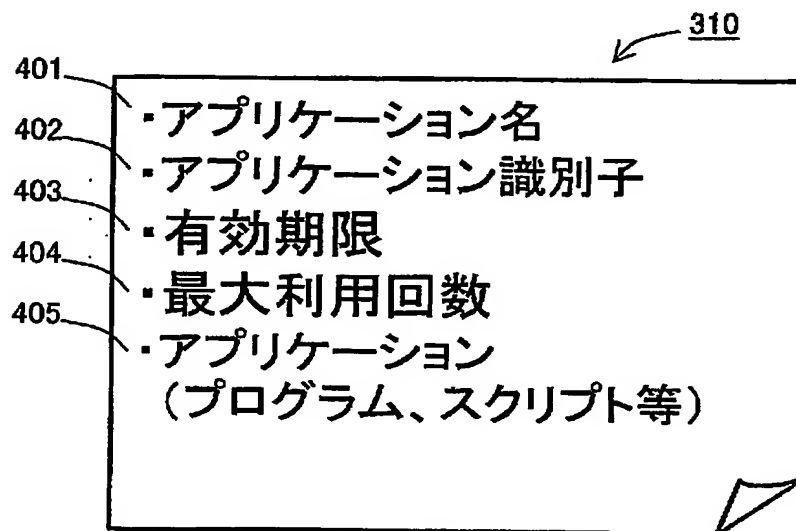 310
401 ・アプリケーション名
402 ・アプリケーション識別子
403 ・有効期限
404 ・最大利用回数
405 ・アプリケーション
（プログラム、スクリプト等）